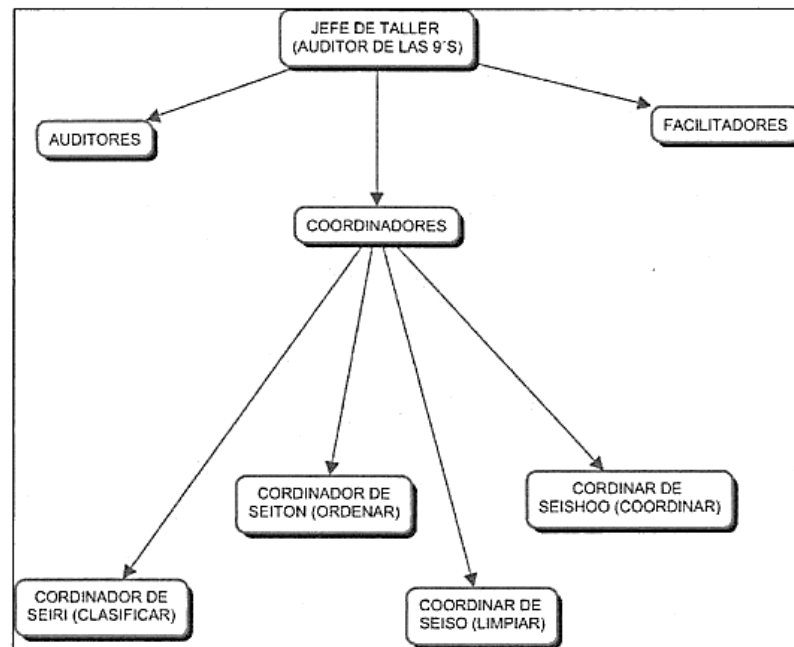 JEFE DE TALLER
(AUDITOR DE LAS 9´S)
AUDITORES
FACILITADORES
COORDINADORES
CORDINADOR DE
SEITON (ORDENAR)
CORDINAR DE
SEISHOO (COORDINAR)
CORDINADOR DE
SEIRI (CLASIFICAR)
COORDINAR DE
SEISO (LIMPIAR)